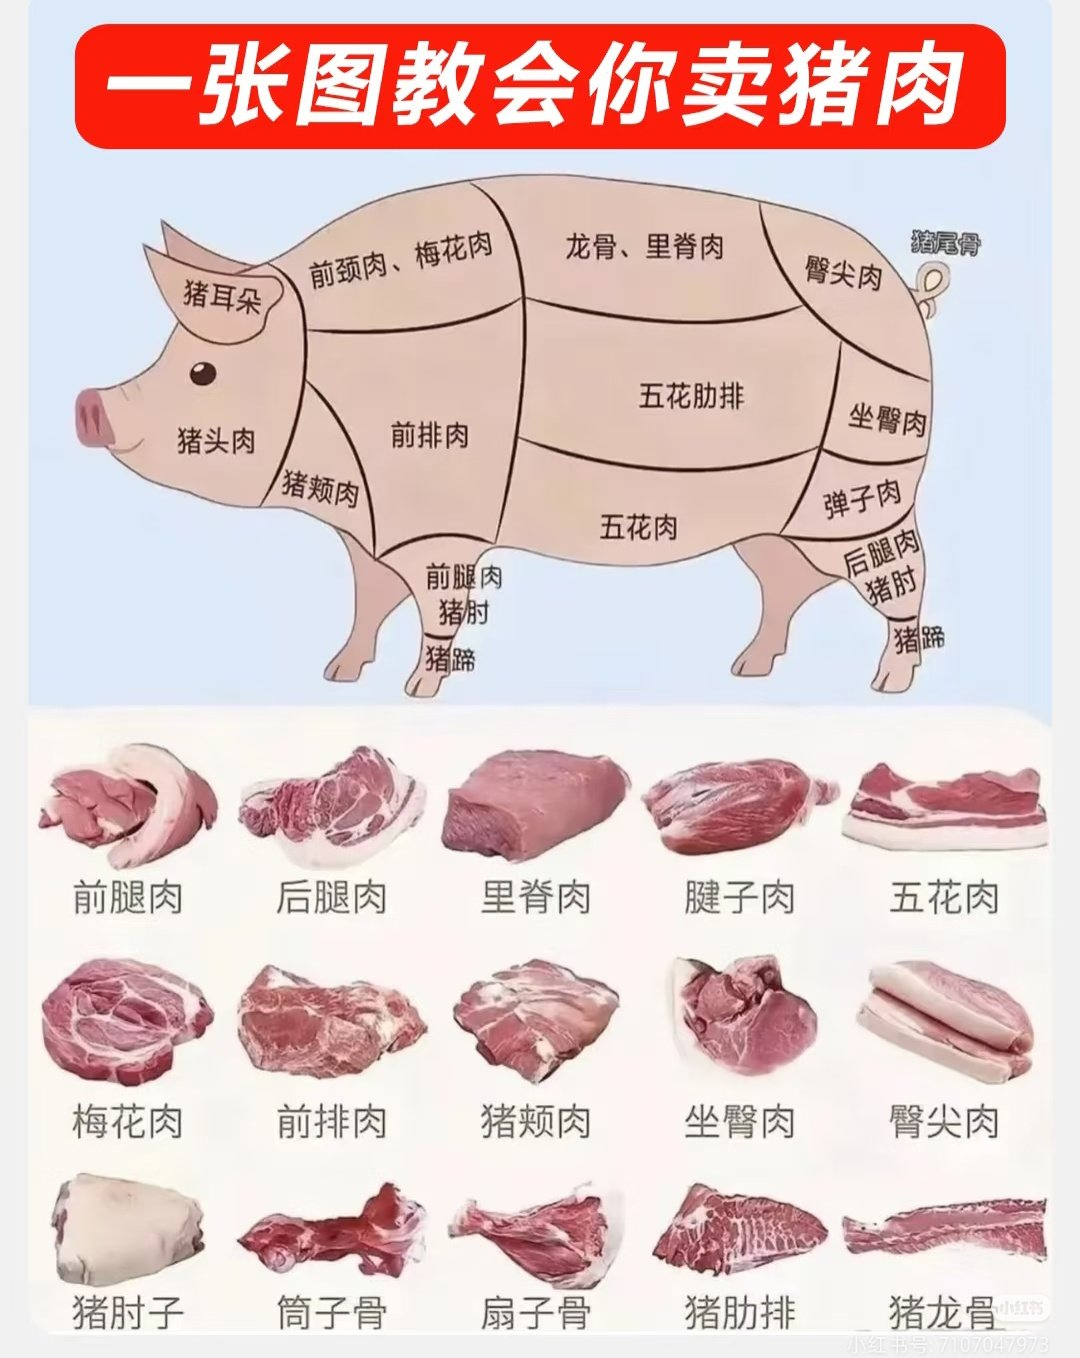 一张图教会你卖猪肉
猪尾骨
前颈肉、梅花肉
龙骨、里脊肉
臀尖肉
猪耳朵
五花肋排
坐臀肉
猪头肉
前排肉
猪颊肉
弹子肉
五花肉
后腿肉
猪肘
前腿肉
猪肘
猪蹄
猪蹄
前腿肉 后腿肉 里脊肉 腱子肉 五花肉
梅花肉 前排肉 猪颊肉 坐臀肉 臀尖肉
猪肘子 筒子骨 扇子骨 猪肋排 猪龙骨
小红书
小红书号: 7107047973